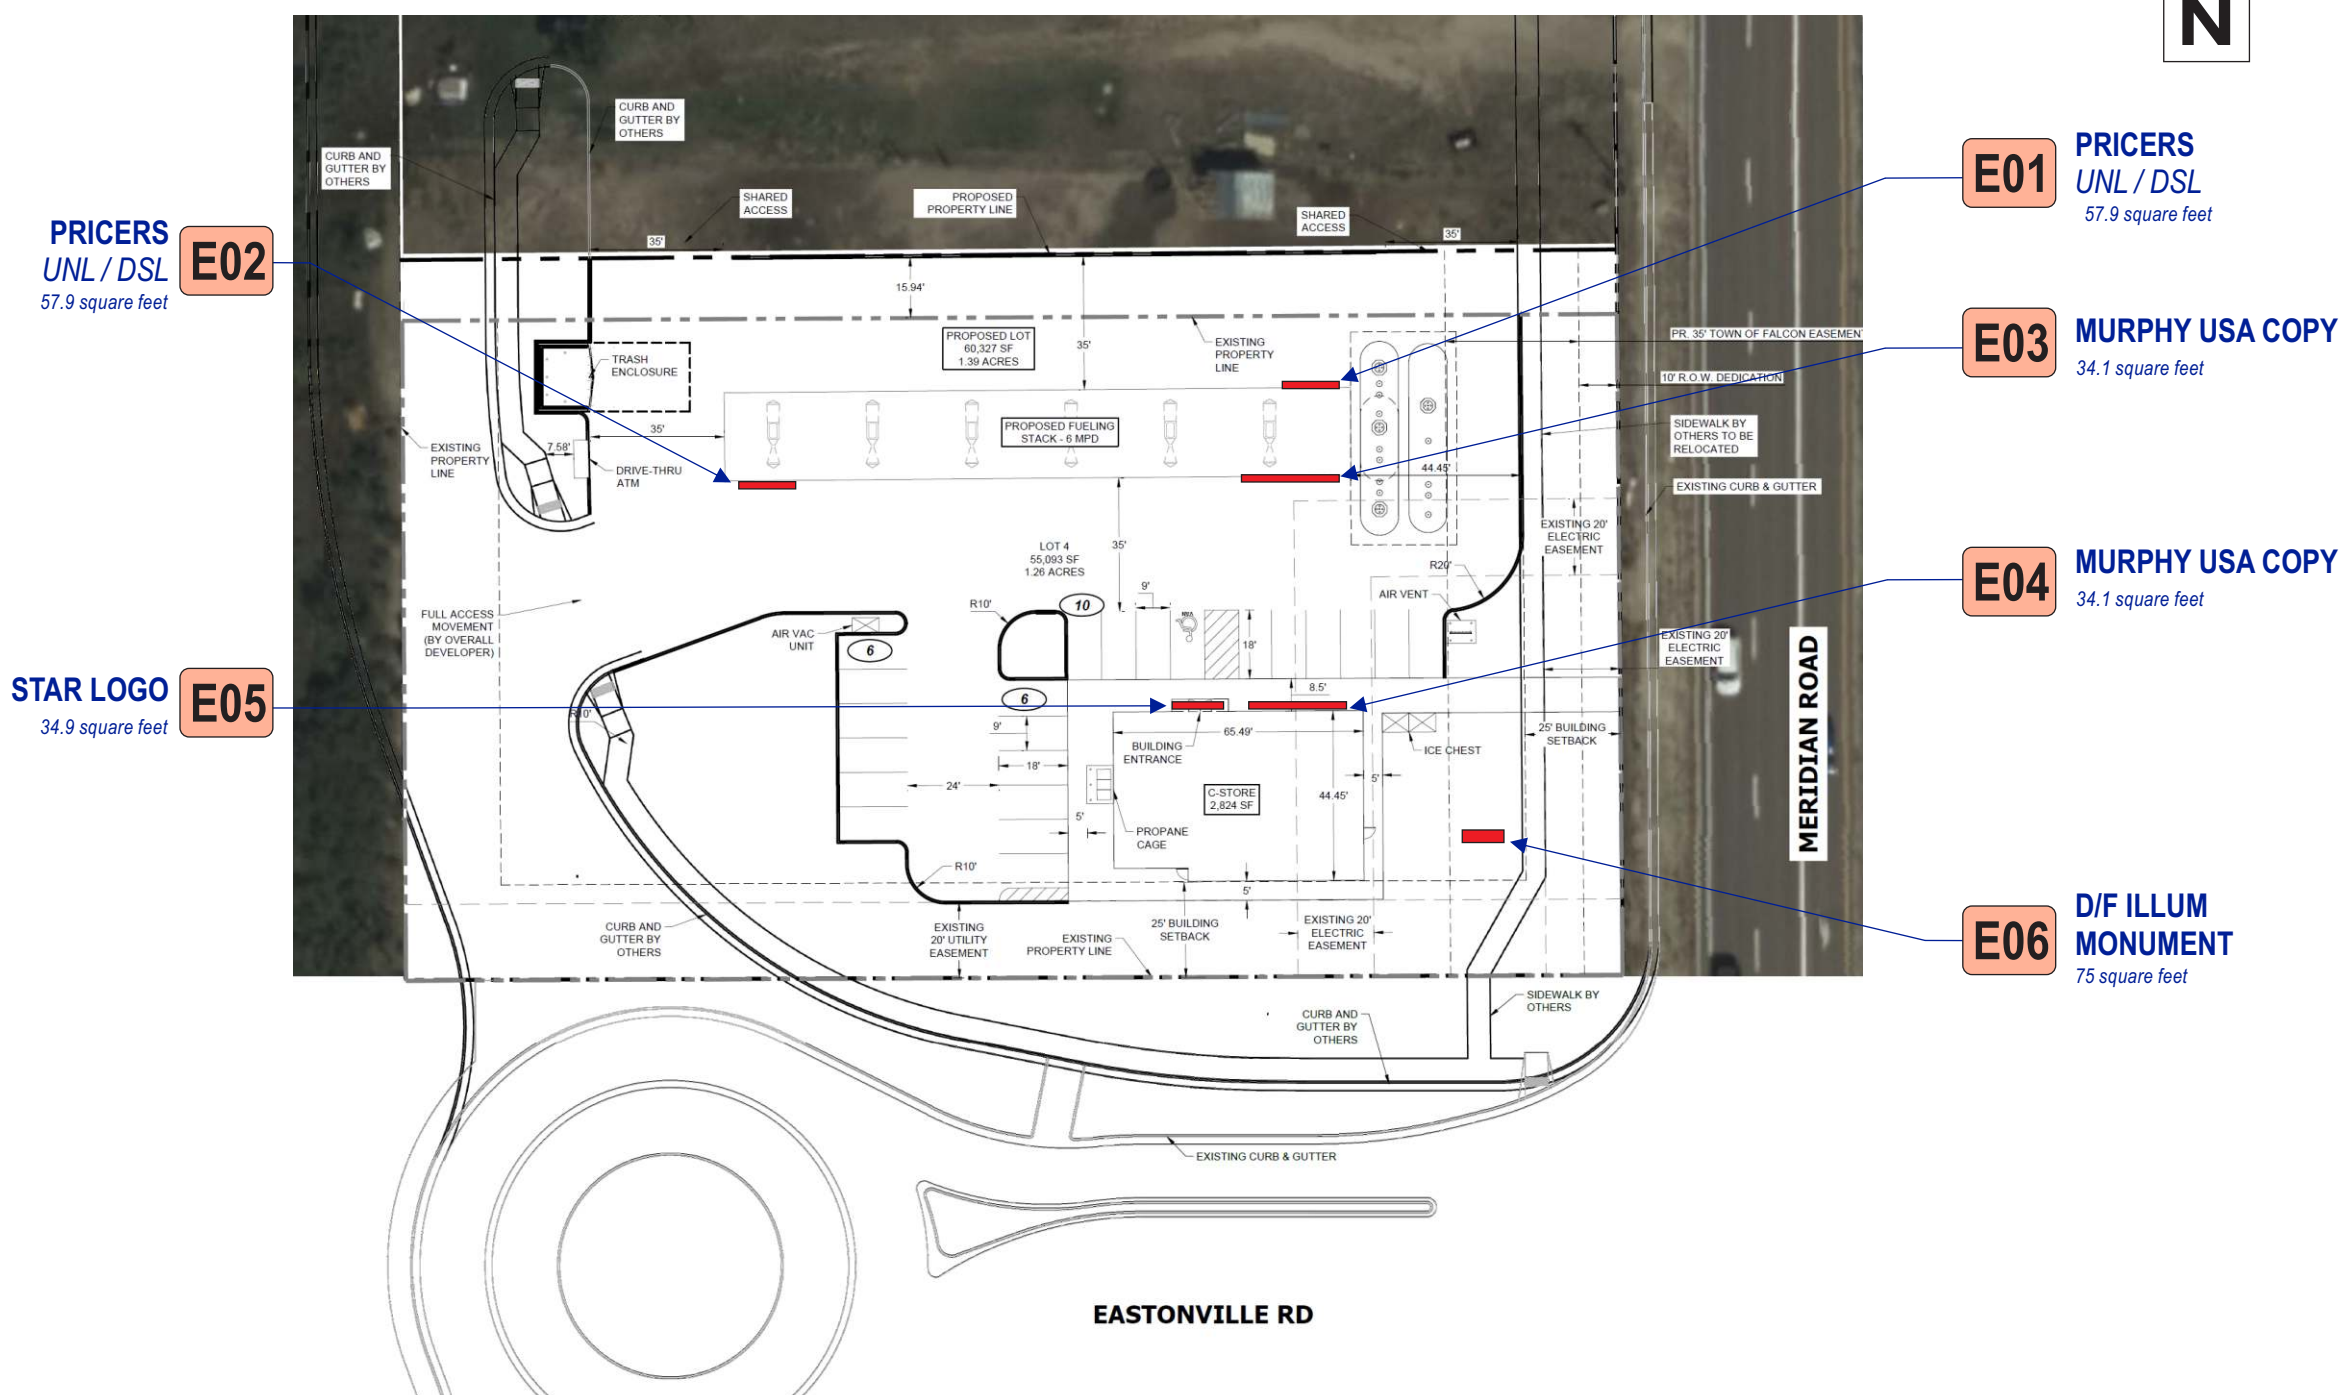 N
E01
PRICERS
UNL / DSL
57.9 square feet
PRICERS
UNL / DSL
57.9 square feet
E02
E03
MURPHY USA COPY
34.1 square feet
E04
MURPHY USA COPY
34.1 square feet
STAR LOGO
34.9 square feet
E05
E06
D/F ILLUM
MONUMENT
75 square feet
CURB AND
GUTTER BY
OTHERS
CURB AND
GUTTER BY
OTHERS
SHARED
ACCESS
PROPOSED
PROPERTY LINE
SHARED
ACCESS
35'
35'
15.94'
PROPOSED LOT
60,327 SF
1.39 ACRES
35'
EXISTING
PROPERTY
LINE
PR. 35' TOWN OF FALCON EASEMENT
TRASH
ENCLOSURE
10' R.O.W. DEDICATION
PROPOSED FUELING
STACK - 6 MPD
SIDEWALK BY
OTHERS TO BE
RELOCATED
35'
7.58'
EXISTING
PROPERTY
LINE
DRIVE-THRU
ATM
44.45'
EXISTING CURB & GUTTER
LOT 4
55,093 SF
1.26 ACRES
35'
EXISTING 20'
ELECTRIC
EASEMENT
R20'
9'
AIR VENT
R10'
10
FULL ACCESS
MOVEMENT
(BY OVERALL
DEVELOPER)
AIR VAC
UNIT
6
18'
EXISTING 20'
ELECTRIC
EASEMENT
MERIDIAN ROAD
6
8.5'
R10'
9'
65.49'
BUILDING
ENTRANCE
ICE CHEST
25' BUILDING
SETBACK
18'
24'
5'
C-STORE
2,824 SF
44.45'
5'
PROPANE
CAGE
R10'
5'
CURB AND
GUTTER BY
OTHERS
EXISTING
20' UTILITY
EASEMENT
EXISTING
PROPERTY LINE
25' BUILDING
SETBACK
EXISTING 20'
ELECTRIC
EASEMENT
SIDEWALK BY
OTHERS
CURB AND
GUTTER BY
OTHERS
EXISTING CURB & GUTTER
EASTONVILLE RD